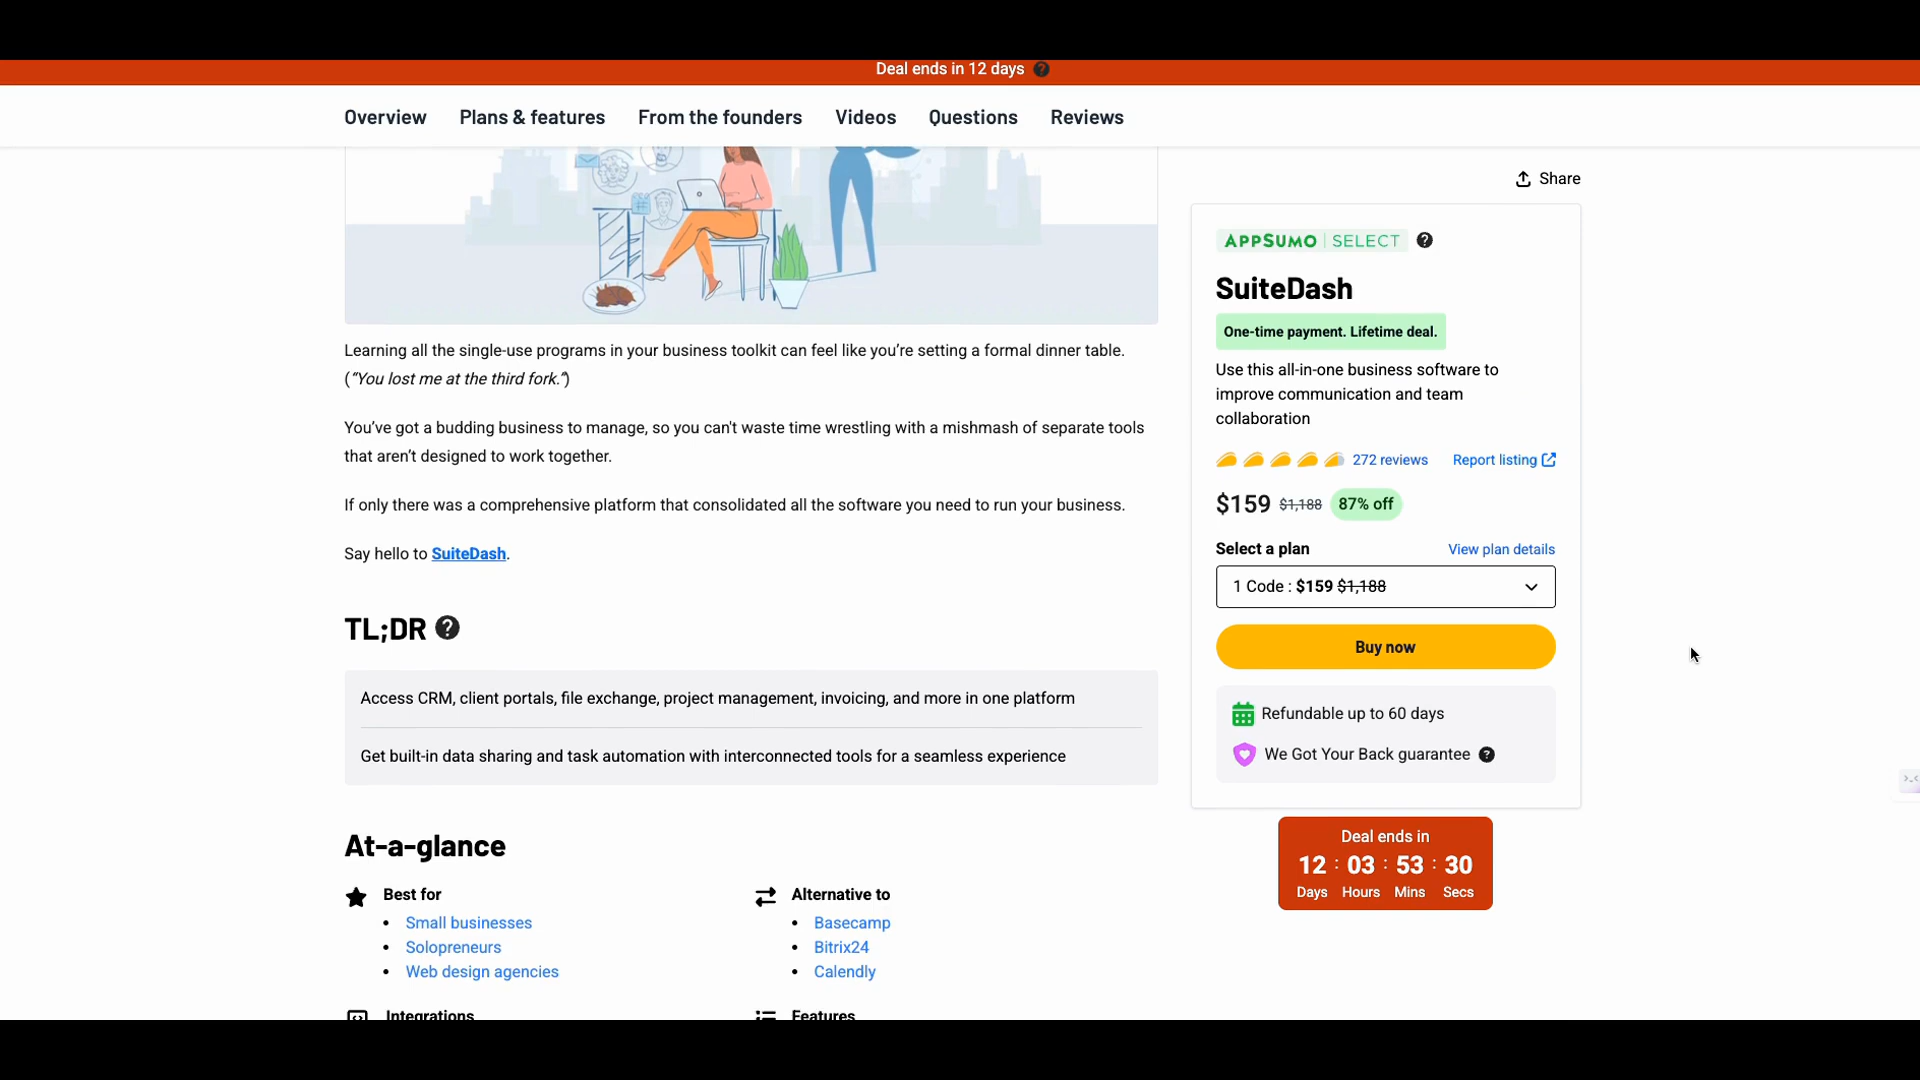 Deal ends in 12 days ?
Overview Plans & features From the founders Videos Questions Reviews
Share
APPSUMO | SELECT ?
SuiteDash
One-time payment. Lifetime deal.
Use this all-in-one business software to
improve communication and team
collaboration
272 reviews Report listing
$159 $1,188 87% off
Select a plan View plan details
1 Code : $159 $1,188
Buy now
Refundable up to 60 days
We Got Your Back guarantee ?
Deal ends in
12 : 03 : 53 : 30
Days Hours Mins Secs
Learning all the single-use programs in your business toolkit can feel like you’re setting a formal dinner table.
(“You lost me at the third fork.”)
You’ve got a budding business to manage, so you can't waste time wrestling with a mishmash of separate tools
that aren’t designed to work together.
If only there was a comprehensive platform that consolidated all the software you need to run your business.
Say hello to SuiteDash.
TL;DR ?
Access CRM, client portals, file exchange, project management, invoicing, and more in one platform
Get built-in data sharing and task automation with interconnected tools for a seamless experience
At-a-glance
Best for
• Small businesses
• Solopreneurs
• Web design agencies
Alternative to
• Basecamp
• Bitrix24
• Calendly
Integrations
Features